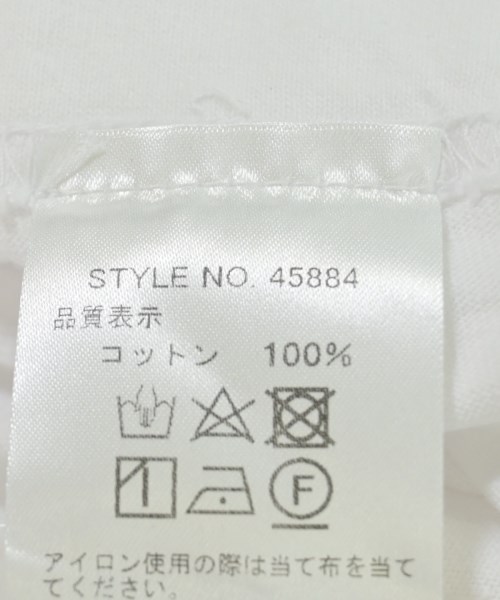 STYLE NO. 45884
品質表示
コットン 100%
F
アイロン使用の際は当て布を当て
てください。